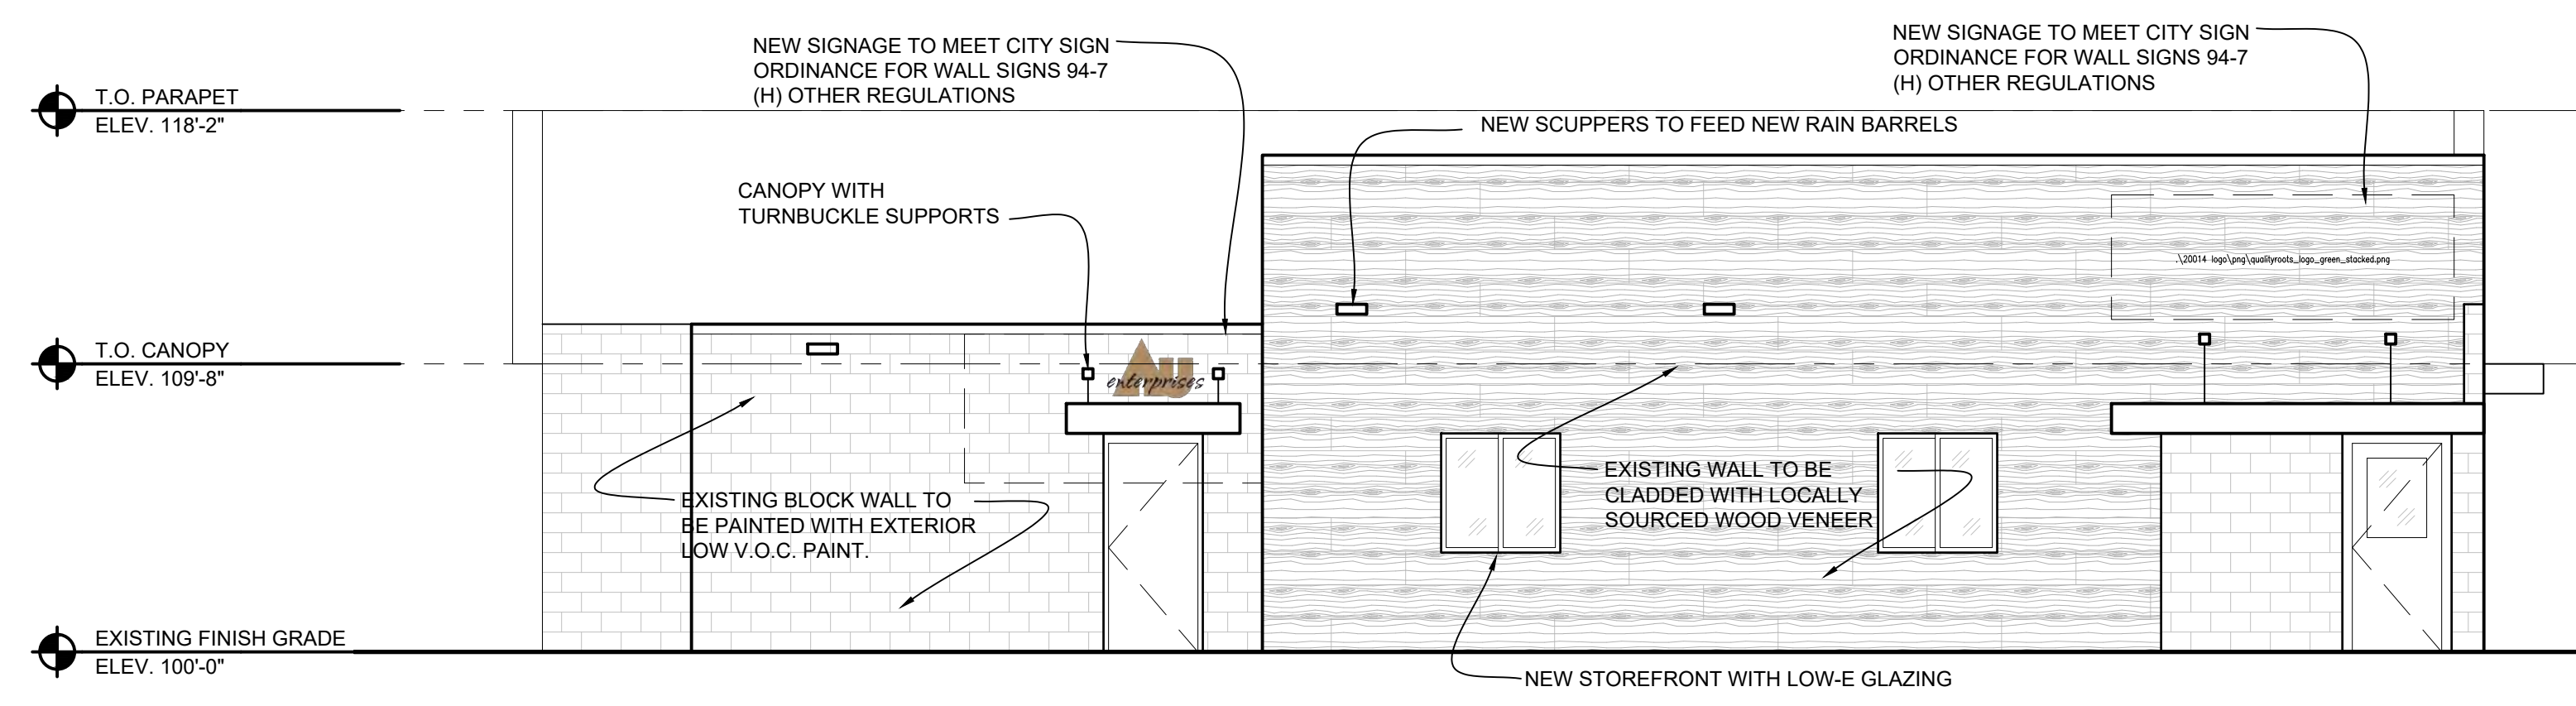 NEW SIGNAGE TO MEET CITY SIGN
ORDINANCE FOR WALL SIGNS 94-7
(H) OTHER REGULATIONS
NEW SIGNAGE TO MEET CITY SIGN
ORDINANCE FOR WALL SIGNS 94-7
(H) OTHER REGULATIONS
T.O. PARAPET
ELEV. 118'-2"
NEW SCUPPERS TO FEED NEW RAIN BARRELS
CANOPY WITH
TURNBUCKLE SUPPORTS
.\20014 logo\png\qualityroots_logo_green_stacked.png
T.O. CANOPY
ELEV. 109'-8"
AU
enterprises
EXISTING BLOCK WALL TO
BE PAINTED WITH EXTERIOR
LOW V.O.C. PAINT.
EXISTING WALL TO BE
CLADDED WITH LOCALLY
SOURCED WOOD VENEER
EXISTING FINISH GRADE
ELEV. 100'-0"
NEW STOREFRONT WITH LOW-E GLAZING